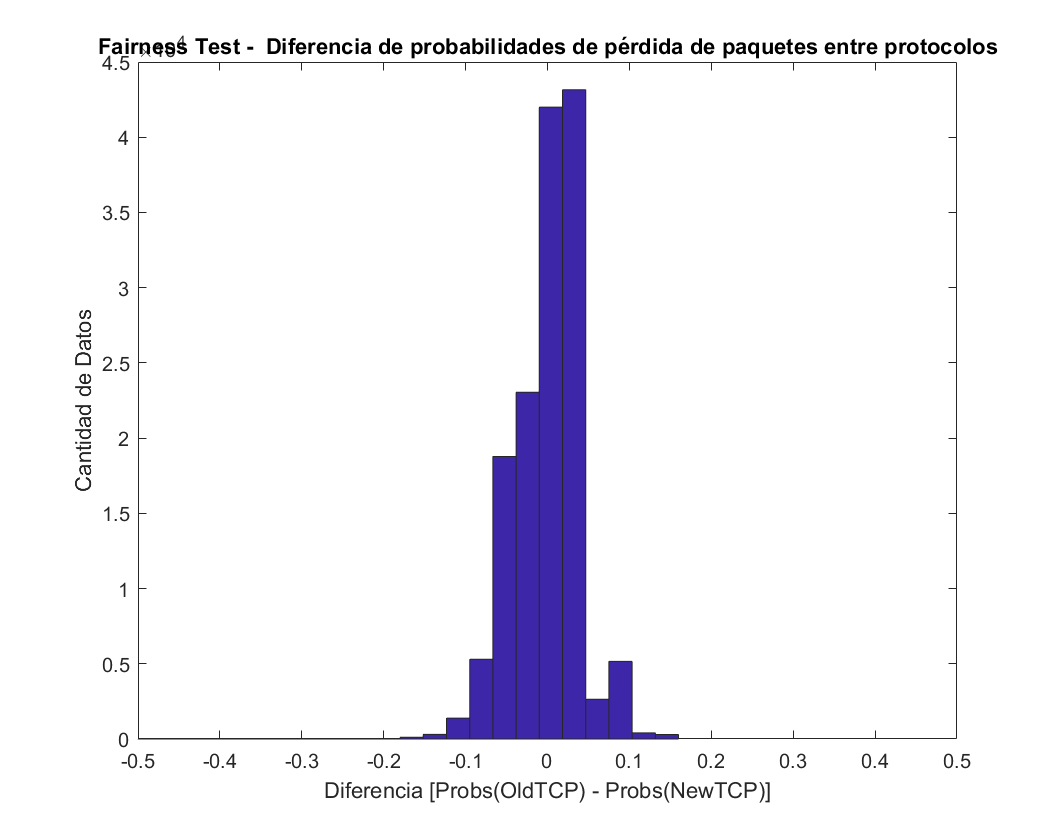 Fairness Test -  Diferencia de probabilidades de pérdida de paquetes entre protocolos
×10⁴
4.5
4
3.5
3
2.5
2
1.5
1
0.5
0
Cantidad de Datos
-0.5 -0.4 -0.3 -0.2 -0.1 0 0.1 0.2 0.3 0.4 0.5
Diferencia [Probs(OldTCP) - Probs(NewTCP)]